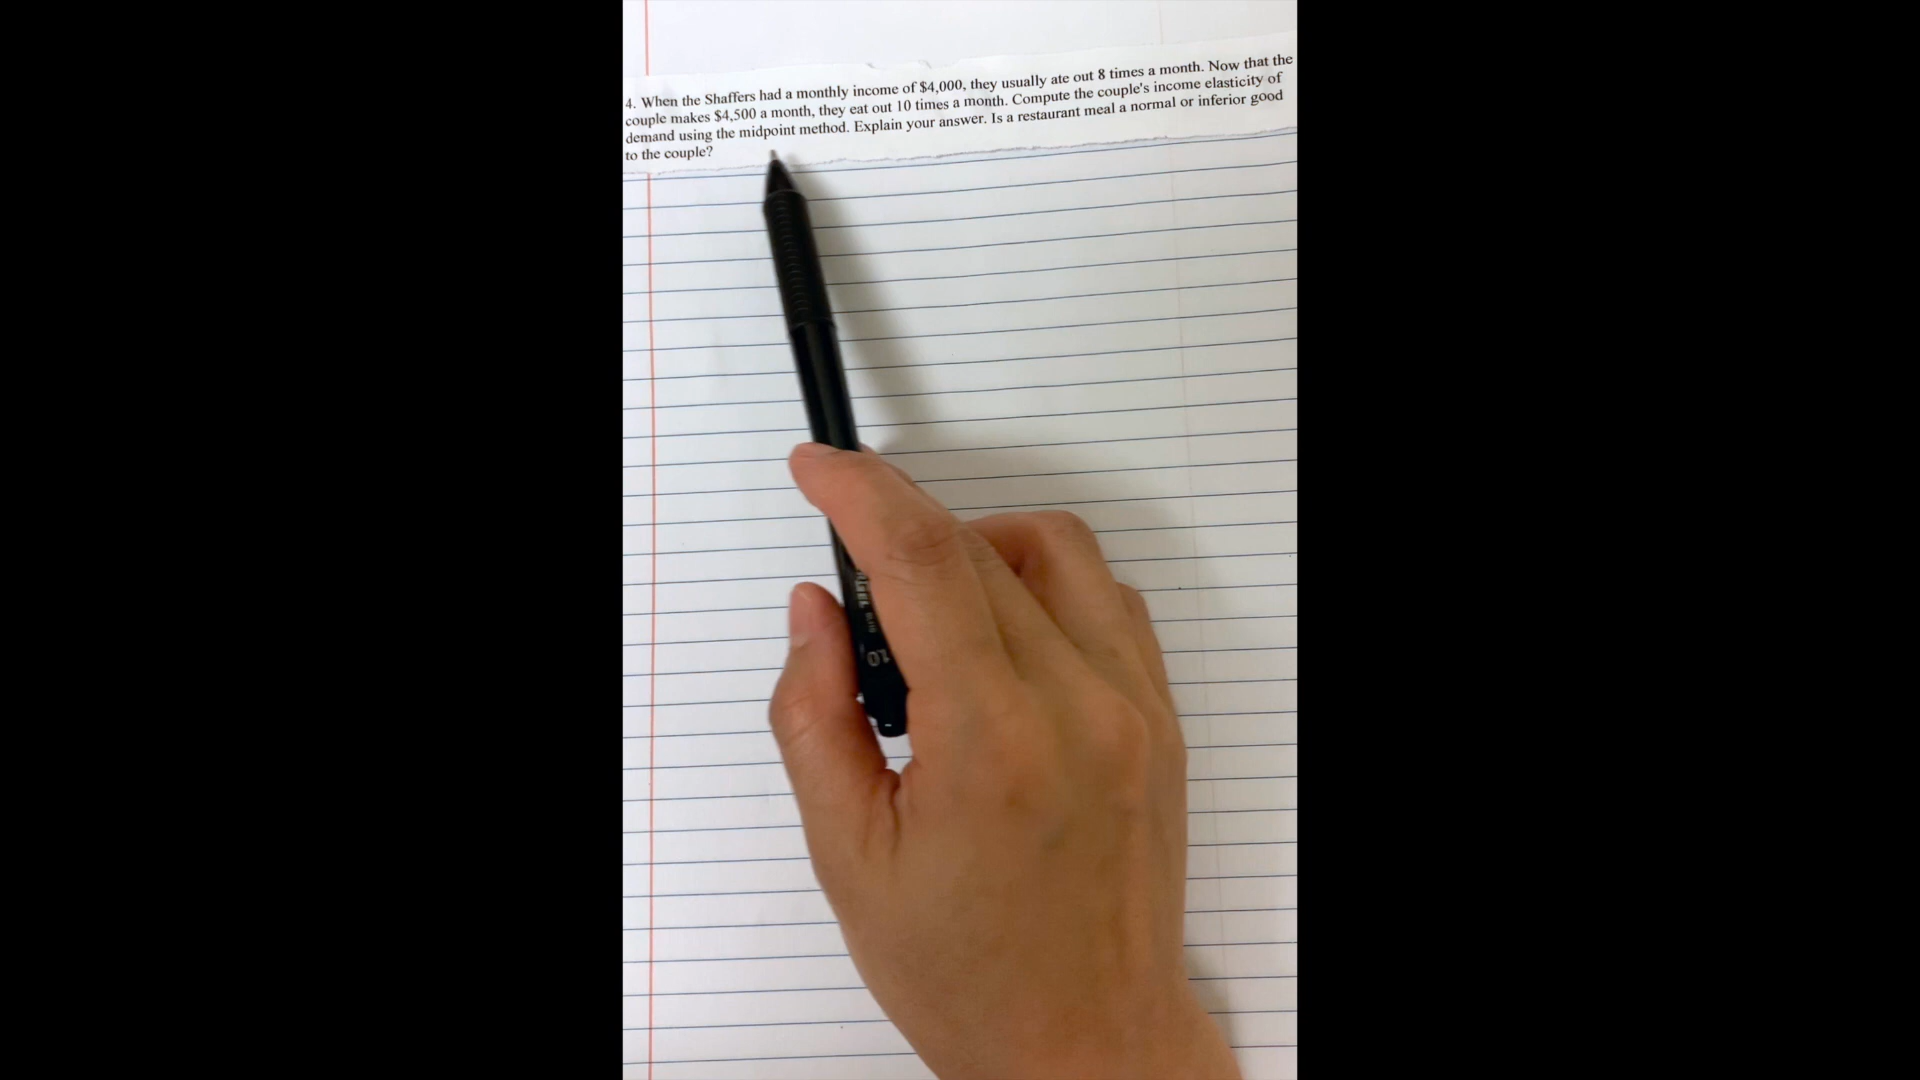 4. When the Shaffers had a monthly income of $4,000, they usually ate out 8 times a month. Now that the
couple makes $4,500 a month, they eat out 10 times a month. Compute the couple's income elasticity of
demand using the midpoint method. Explain your answer. Is a restaurant meal a normal or inferior good
to the couple?
1.0